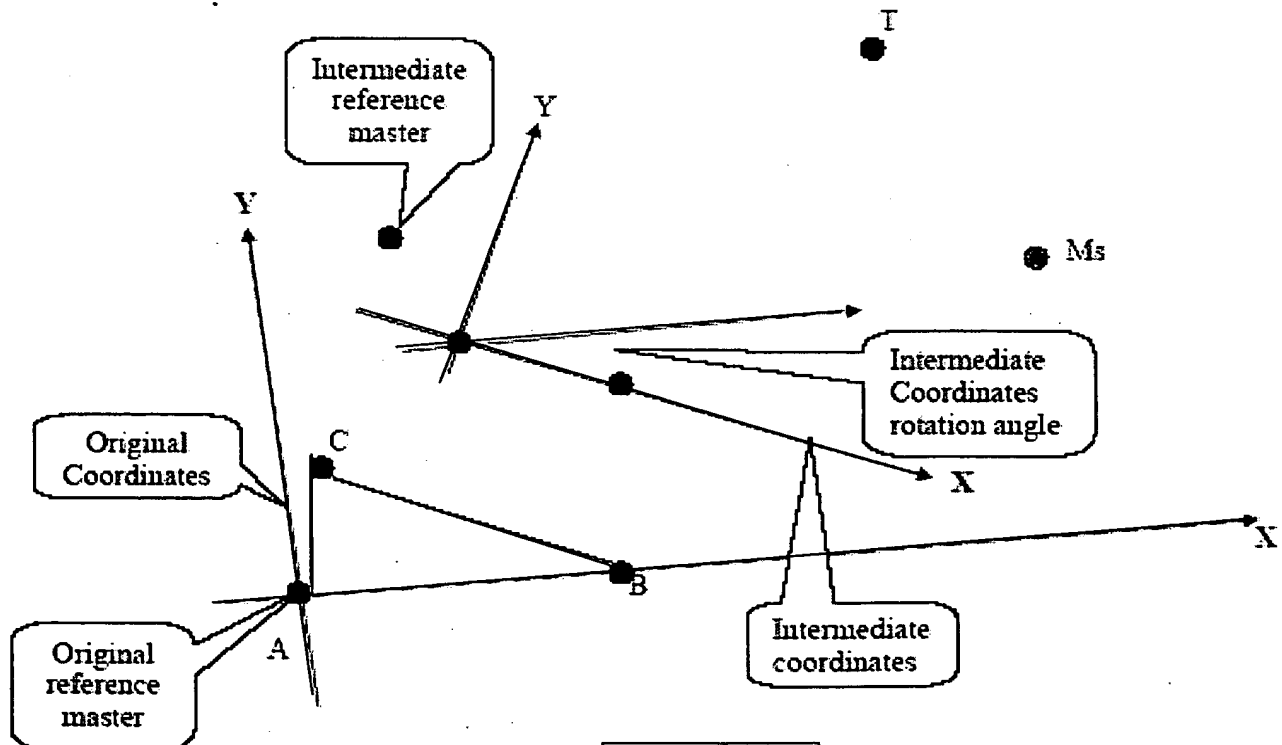 T
Intermediate
reference
master
Y
Y
Ms
Intermediate
Coordinates
rotation angle
Original
Coordinates
C
X
X
B
Intermediate
coordinates
A
Original
reference
master